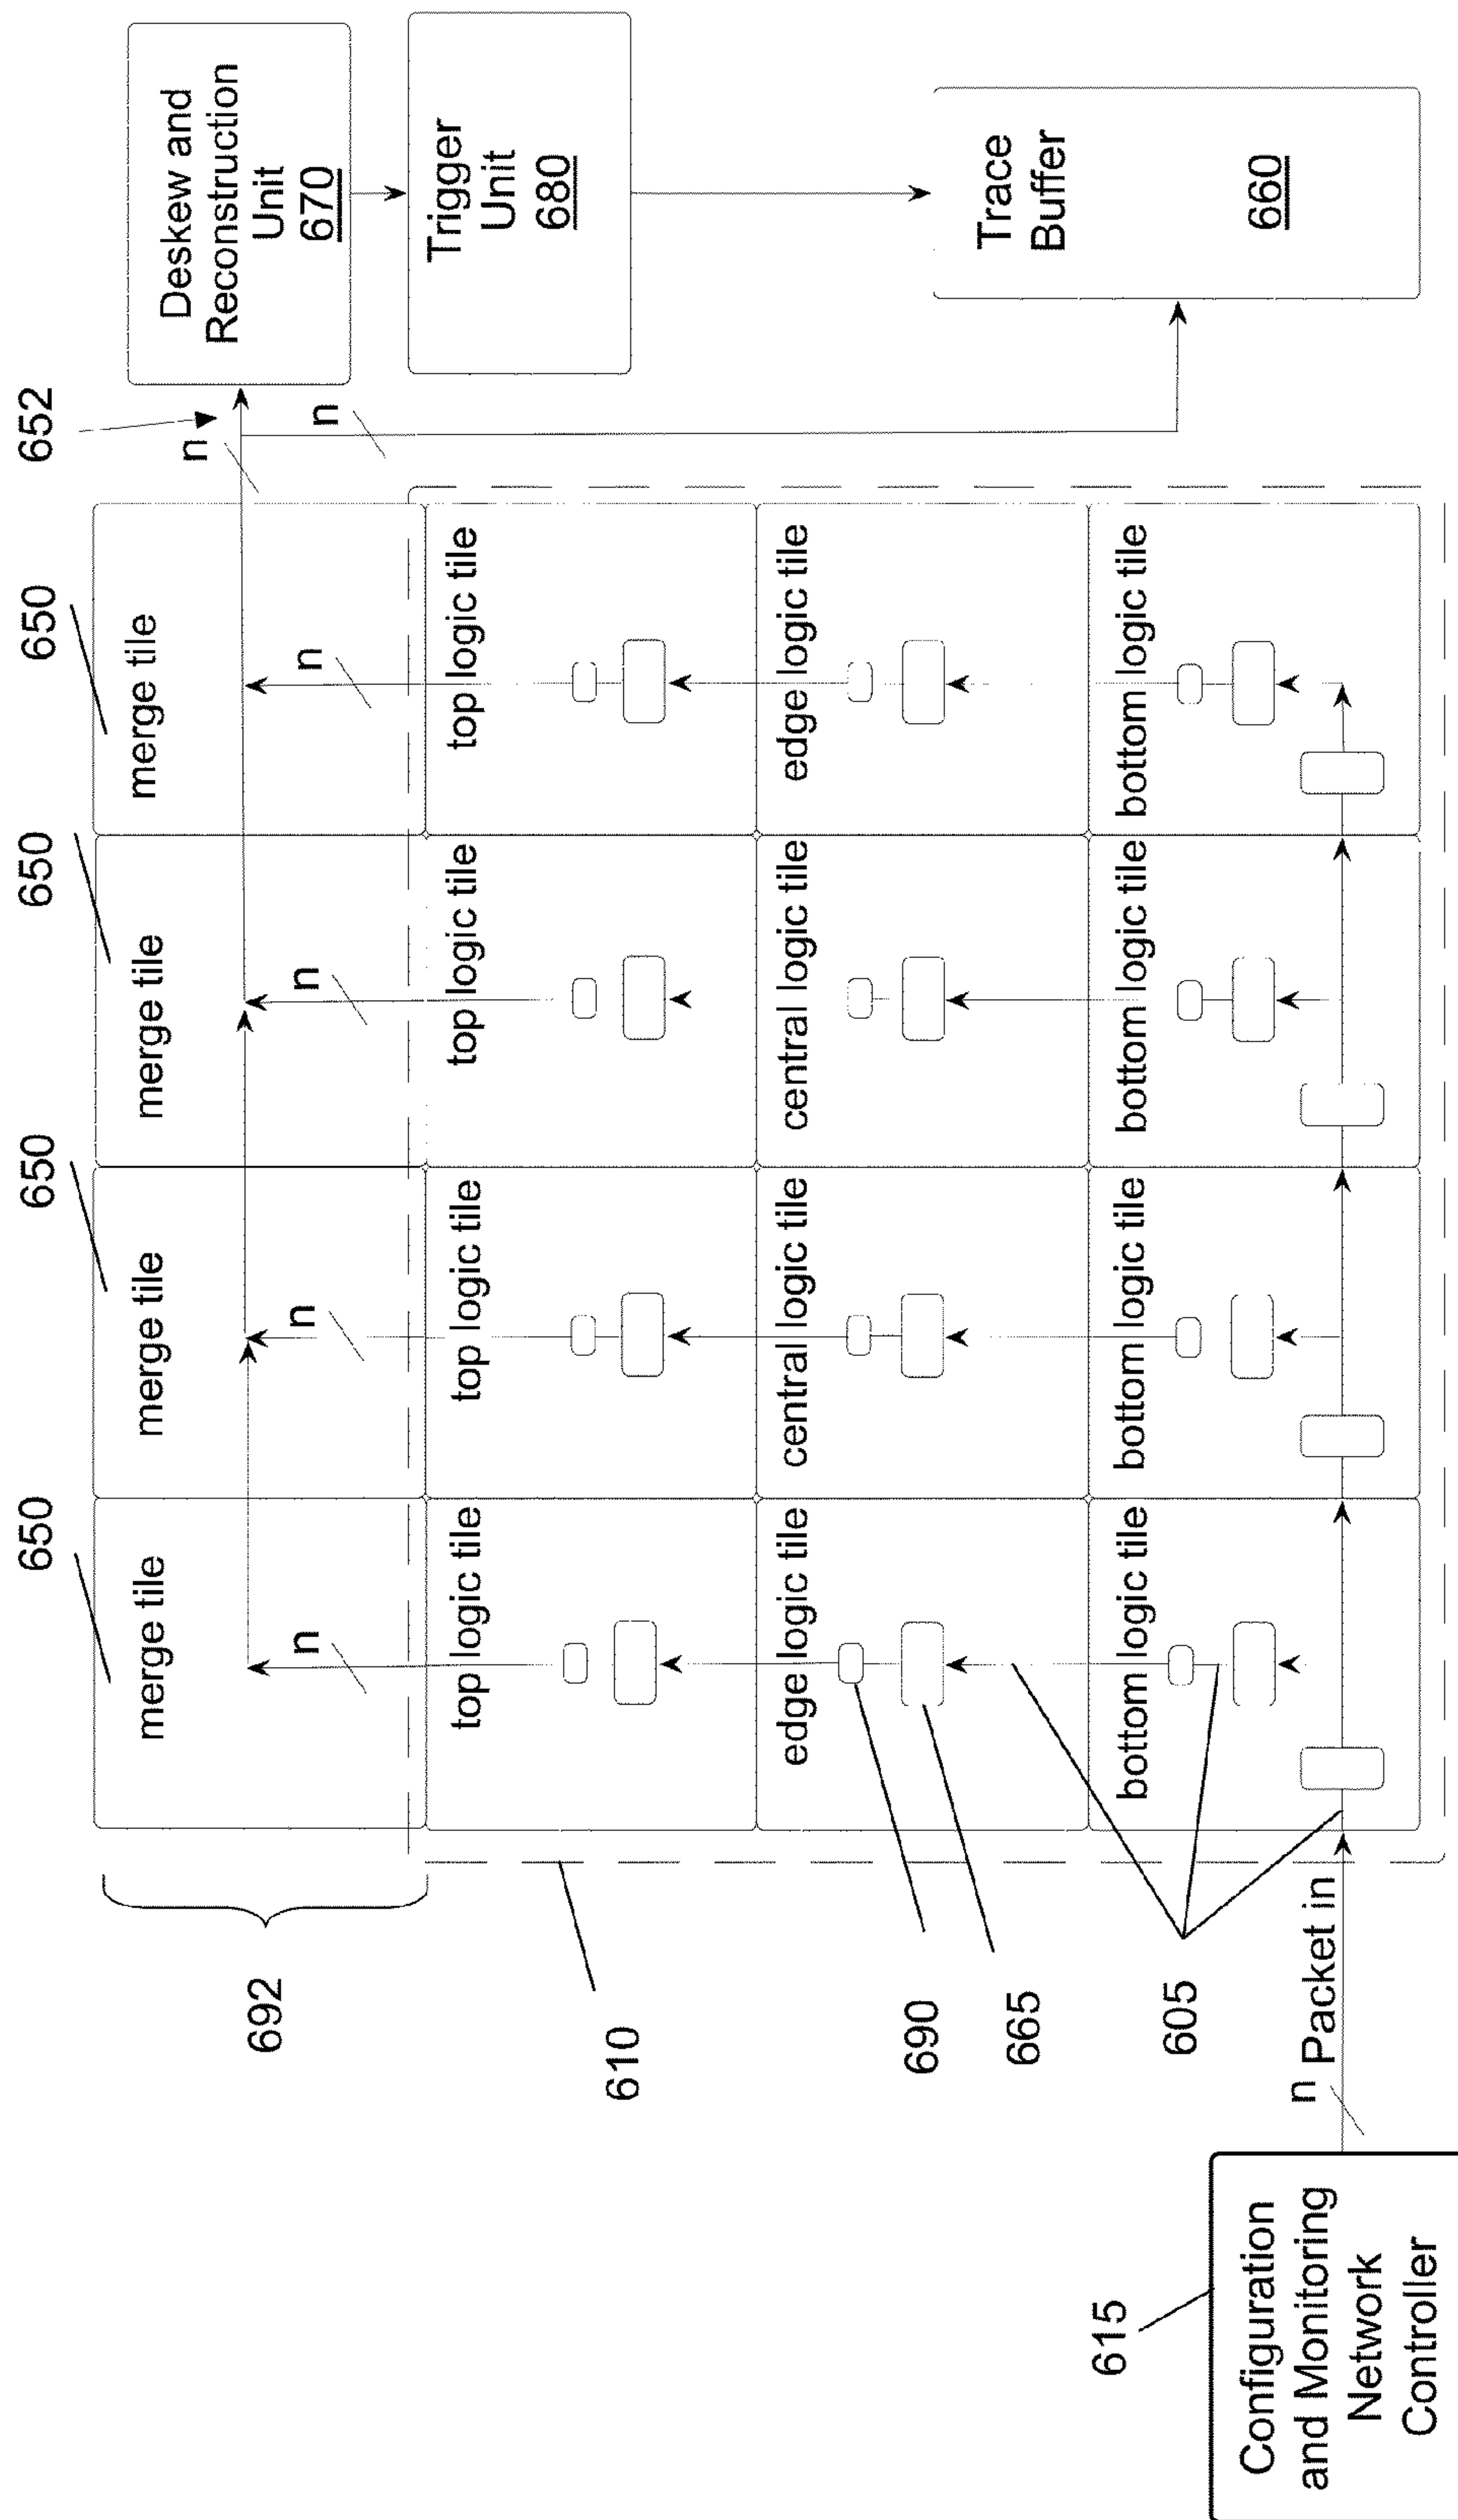 650
650
650
650
652
merge tile
merge tile
merge tile
merge tile
n
Deskew and
Reconstruction
Unit
670
692
n
n
n
n
n
Trigger
Unit
680
top logic tile
top logic tile
top logic tile
top logic tile
610
edge logic tile
central logic tile
central logic tile
edge logic tile
690
665
Trace
Buffer
660
bottom logic tile
bottom logic tile
bottom logic tile
bottom logic tile
605
615
n
Packet in
Configuration
and Monitoring
Network
Controller